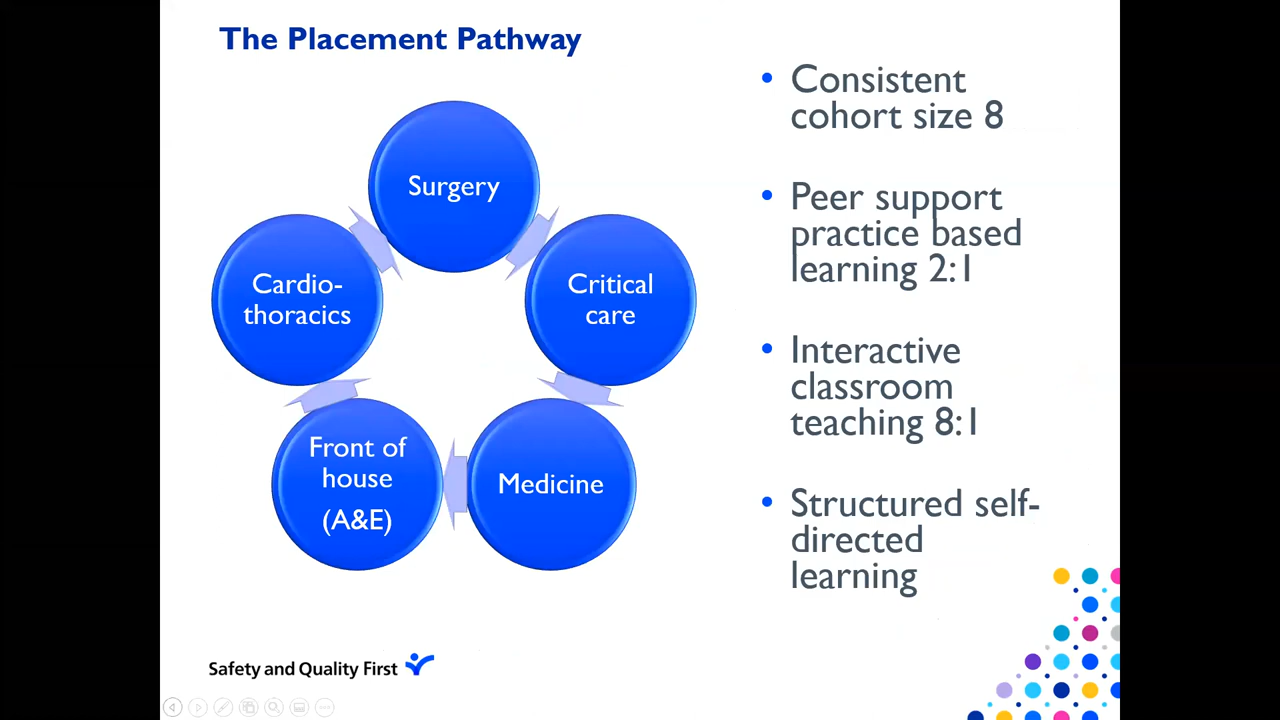 The Placement Pathway
Surgery
Critical
care
Medicine
Front of
house
(A&E)
Cardio-
thoracics
Consistent
cohort size 8
Peer support
practice based
learning 2:1
Interactive
classroom
teaching 8:1
Structured self-
directed
learning
Safety and Quality First